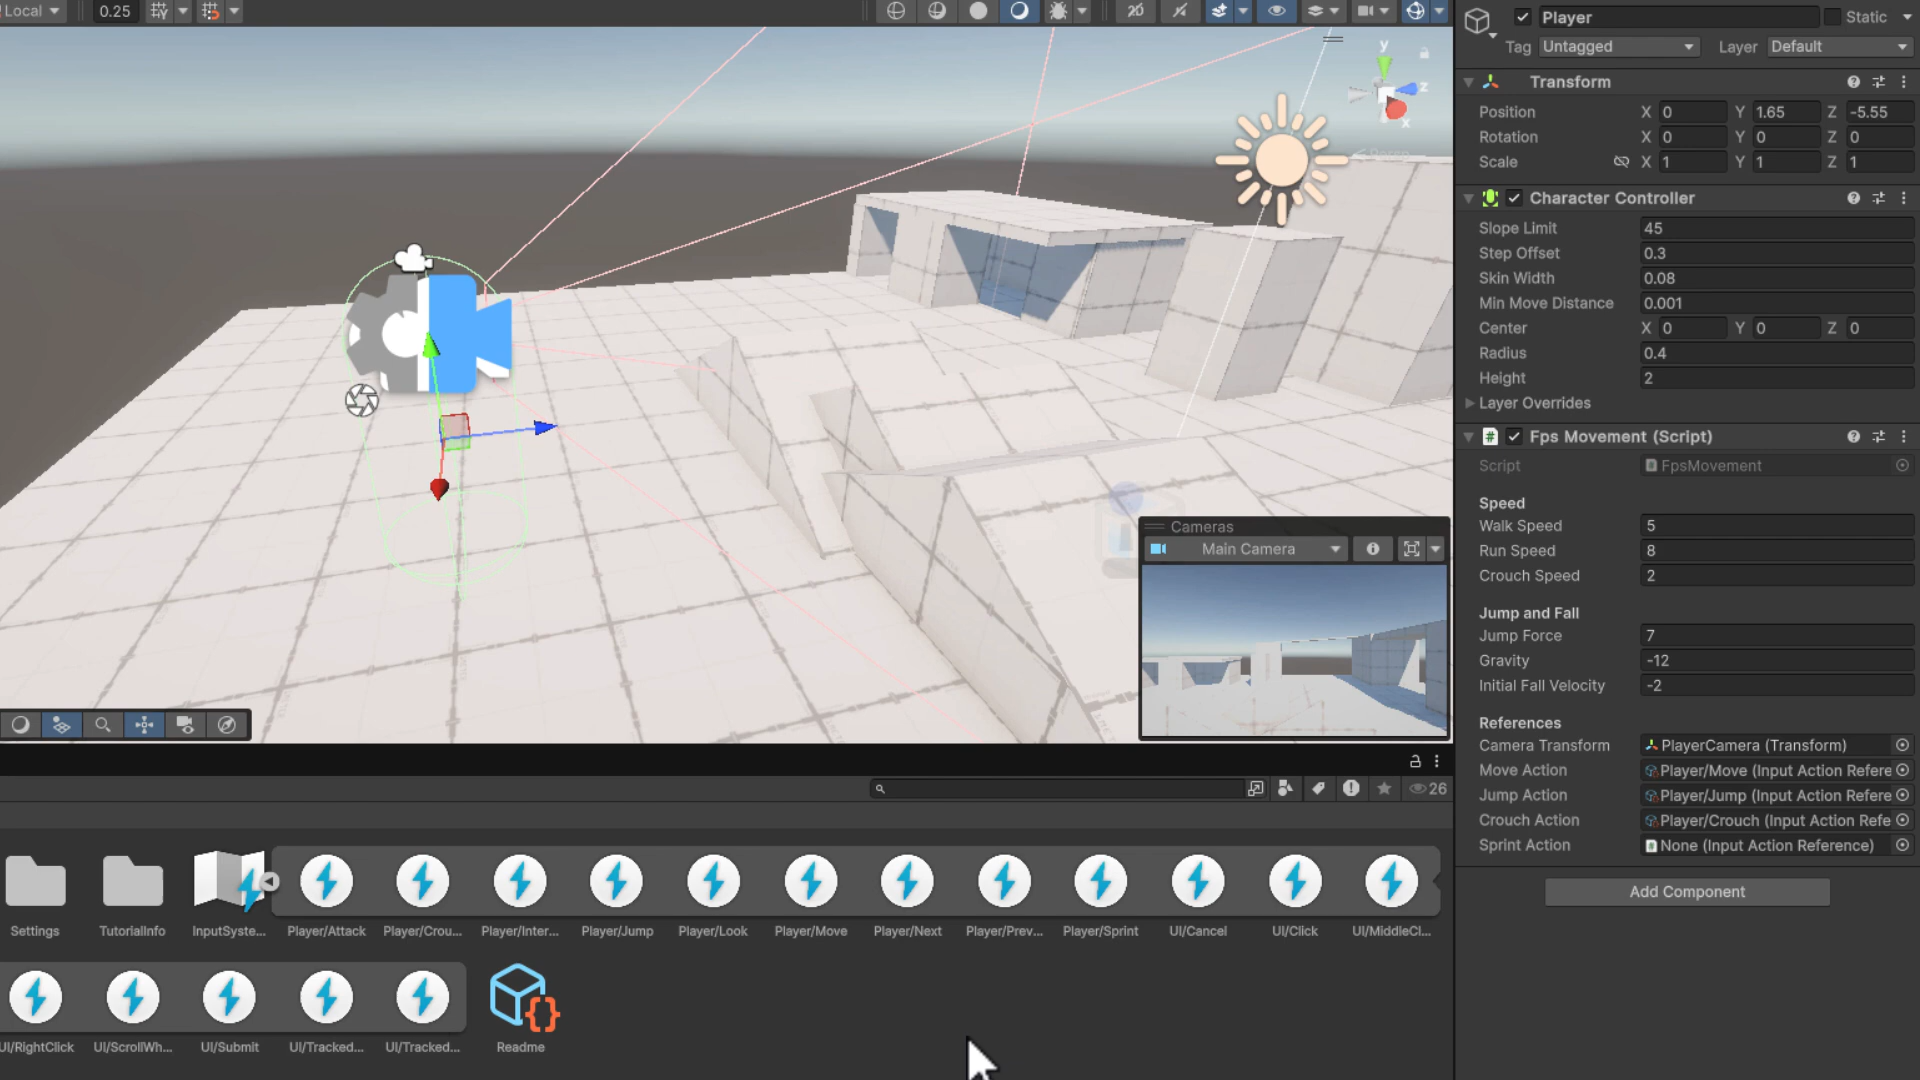 Local
0.25
2D
y
z
x
Persp
Cameras
Main Camera
26
Settings
TutorialInfo
InputSyste...
Player/Attack
Player/Crou...
Player/Inter...
Player/Jump
Player/Look
Player/Move
Player/Next
Player/Prev...
Player/Sprint
UI/Cancel
UI/Click
UI/MiddleCl...
UI/RightClick
UI/ScrollWh...
UI/Submit
UI/Tracked...
UI/Tracked...
Readme
Player
Static
Tag Untagged
Layer Default
Transform
Position X 0 Y 1.65 Z -5.55
Rotation X 0 Y 0 Z 0
Scale X 1 Y 1 Z 1
Character Controller
Slope Limit 45
Step Offset 0.3
Skin Width 0.08
Min Move Distance 0.001
Center X 0 Y 0 Z 0
Radius 0.4
Height 2
Layer Overrides
# Fps Movement (Script)
Script FpsMovement
Speed
Walk Speed 5
Run Speed 8
Crouch Speed 2
Jump and Fall
Jump Force 7
Gravity -12
Initial Fall Velocity -2
References
Camera Transform PlayerCamera (Transform)
Move Action Player/Move (Input Action Refere
Jump Action Player/Jump (Input Action Refere
Crouch Action Player/Crouch (Input Action Refe
Sprint Action None (Input Action Reference)
Add Component